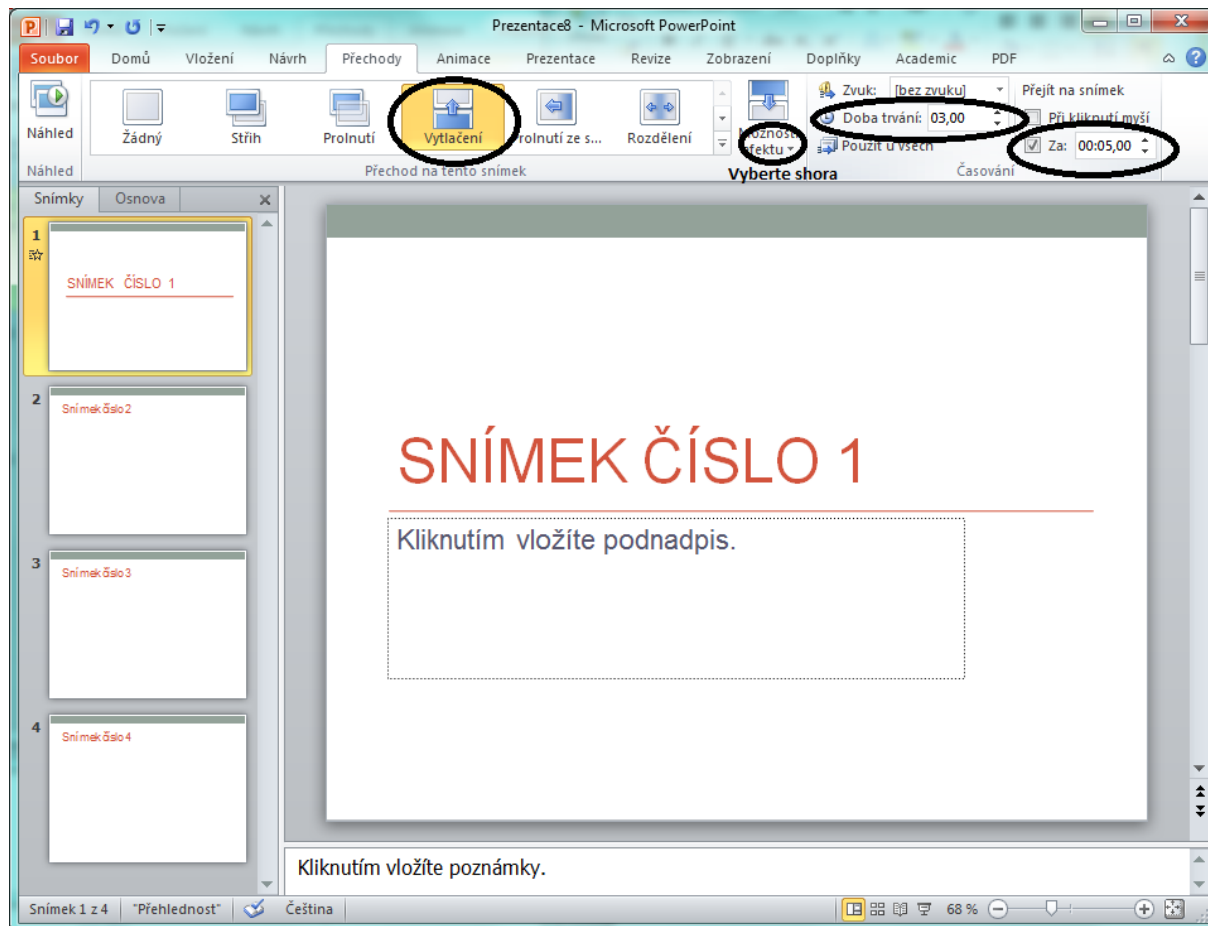 Prezentace8 - Microsoft PowerPoint
Soubor Domů Vložení Návrh Přechody Animace Prezentace Revize Zobrazení Doplňky Academic PDF
Náhled
Žádný Střih Prolnutí Vytlačení rolnutí ze s... Rozdělení
Možnosti
efektu
Zvuk: [bez zvuku]
Doba trvání: 03,00
Použít u všech
Přejít na snímek
Při kliknutí myší
Za: 00:05,00
Náhled Přechod na tento snímek Časování
Vyberte shora
Snímky Osnova
1
SNÍMEK ČÍSLO 1
2
Snímek číslo 2
3
Snímek číslo 3
4
Snímek číslo 4
SNÍMEK ČÍSLO 1
Kliknutím vložíte podnadpis.
Kliknutím vložíte poznámky.
Snímek 1 z 4 "Přehlednost" Čeština 68 %